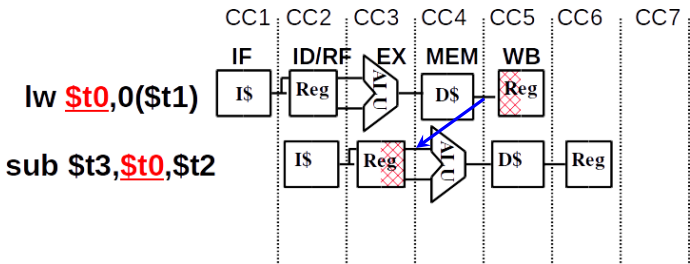 CC1 CC2 CC3 CC4 CC5 CC6 CC7
IF ID/RF EX MEM WB
lw $t0,0($t1) I$ Reg ALU D$ Reg
sub $t3,$t0,$t2 I$ Reg ALU D$ Reg